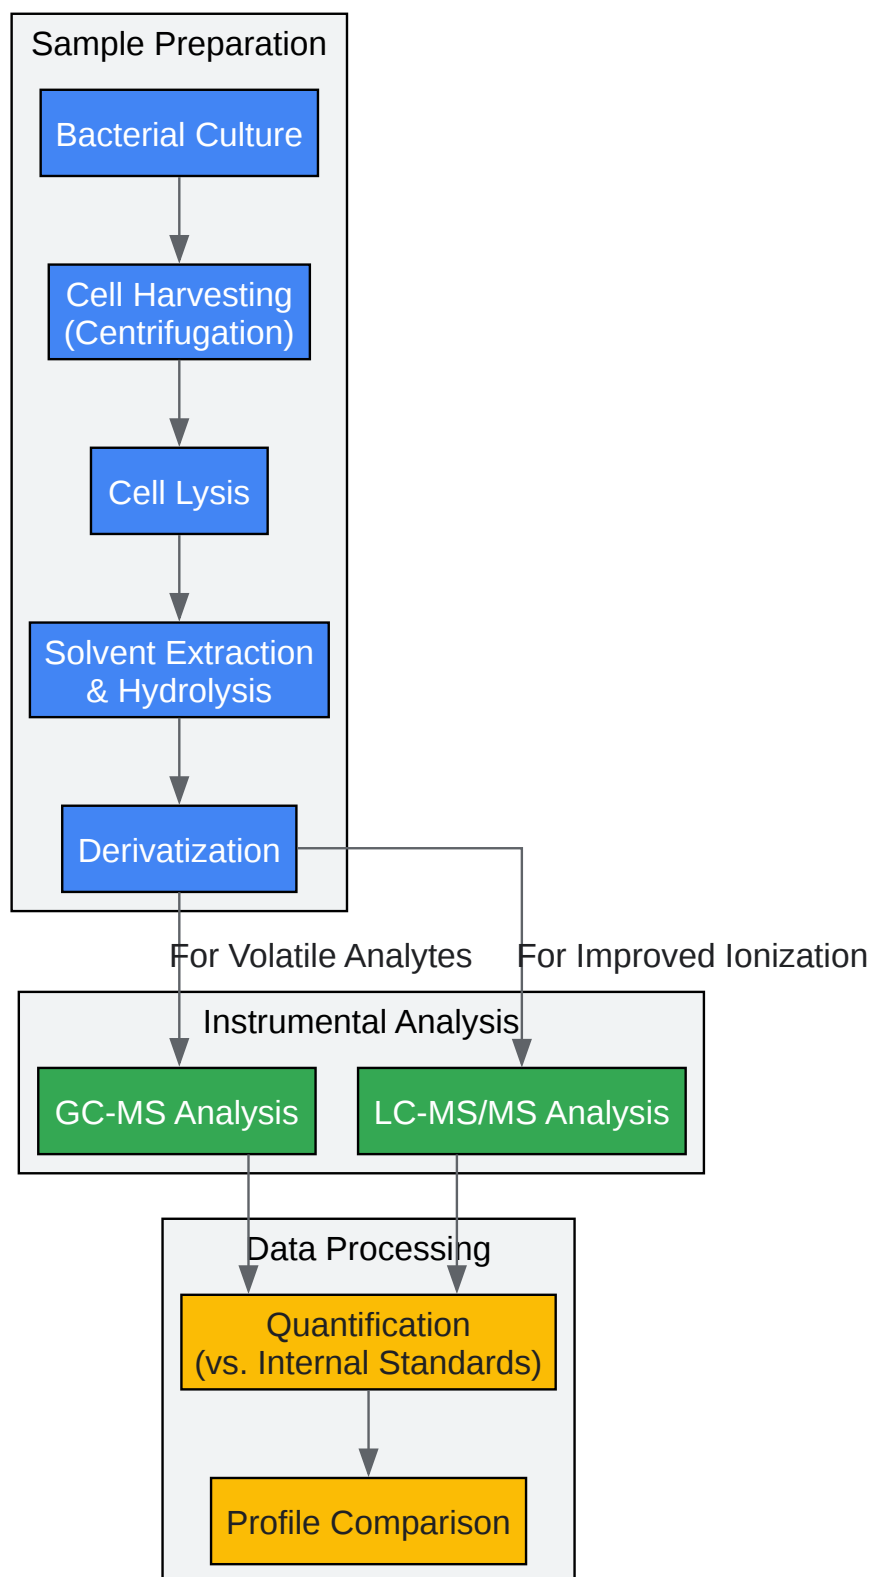 Sample Preparation
Bacterial Culture
Cell Harvesting
(Centrifugation)
Cell Lysis
Solvent Extraction
& Hydrolysis
Derivatization
For Volatile Analytes
For Improved Ionization
Instrumental Analysis
GC-MS Analysis
LC-MS/MS Analysis
Data Processing
Quantification
(vs. Internal Standards)
Profile Comparison